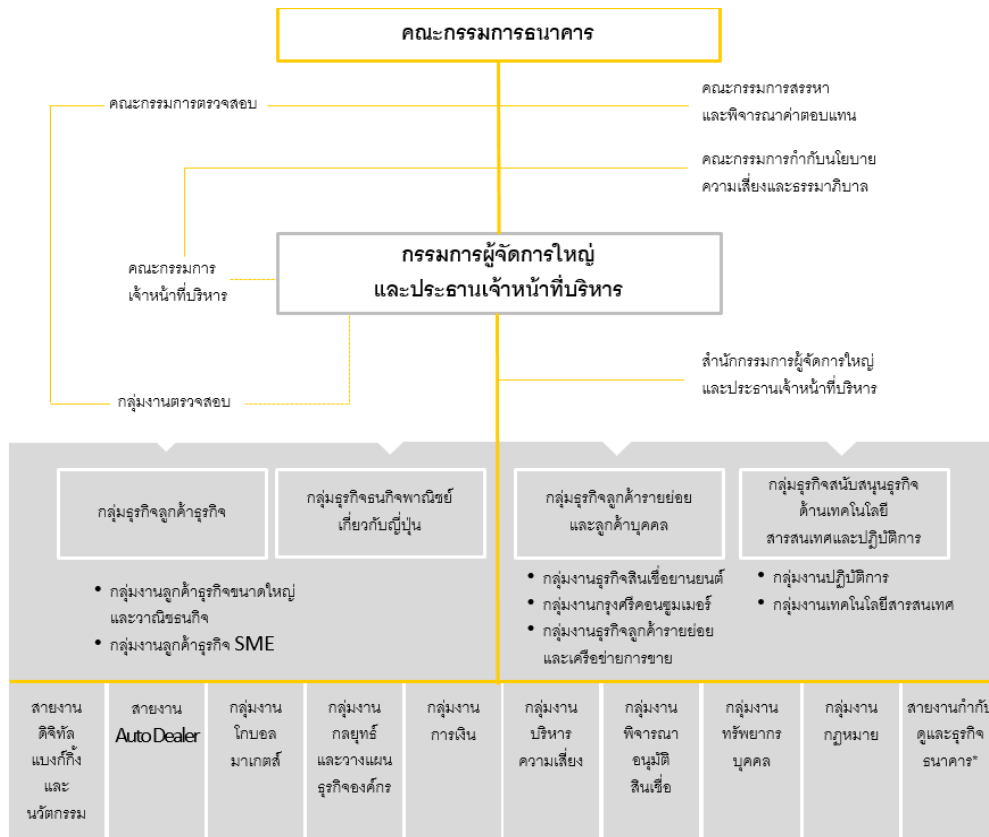 คณะกรรมการธนาคาร
คณะกรรมการตรวจสอบ
คณะกรรมการสรรหา
และพิจารณาค่าตอบแทน
คณะกรรมการกำกับนโยบาย
ความเสี่ยงและธรรมาภิบาล
กรรมการผู้จัดการใหญ่
และประธานเจ้าหน้าที่บริหาร
คณะกรรมการ
เจ้าหน้าที่บริหาร
สำนักกรรมการผู้จัดการใหญ่
และประธานเจ้าหน้าที่บริหาร
กลุ่มงานตรวจสอบ
กลุ่มธุรกิจลูกค้าธุรกิจ
กลุ่มธุรกิจธนกิจพาณิชย์
เกี่ยวกับญี่ปุ่น
กลุ่มธุรกิจลูกค้ารายย่อย
และลูกค้าบุคคล
กลุ่มธุรกิจสนับสนุนธุรกิจ
ด้านเทคโนโลยี
สารสนเทศและปฏิบัติการ
• กลุ่มงานลูกค้าธุรกิจขนาดใหญ่
และวาณิชธนกิจ
• กลุ่มงานลูกค้าธุรกิจ SME
• กลุ่มงานธุรกิจสินเชื่อยานยนต์
• กลุ่มงานกรุงศรีคอนซูมเมอร์
• กลุ่มงานธุรกิจลูกค้ารายย่อย
และเครือข่ายการขาย
• กลุ่มงานปฏิบัติการ
• กลุ่มงานเทคโนโลยีสารสนเทศ
สายงาน
ดิจิทัล
แบงก์กิ้ง
และ
นวัตกรรม
สายงาน
Auto Dealer
กลุ่มงาน
โกบอล
มาเกตส์
กลุ่มงาน
กลยุทธ์
และวางแผน
ธุรกิจองค์กร
กลุ่มงาน
การเงิน
กลุ่มงาน
บริหาร
ความเสี่ยง
กลุ่มงาน
พิจารณา
อนุมัติ
สินเชื่อ
กลุ่มงาน
ทรัพยากร
บุคคล
กลุ่มงาน
กฎหมาย
สายงานกำกับ
ดูและธุรกิจ
ธนาคาร*